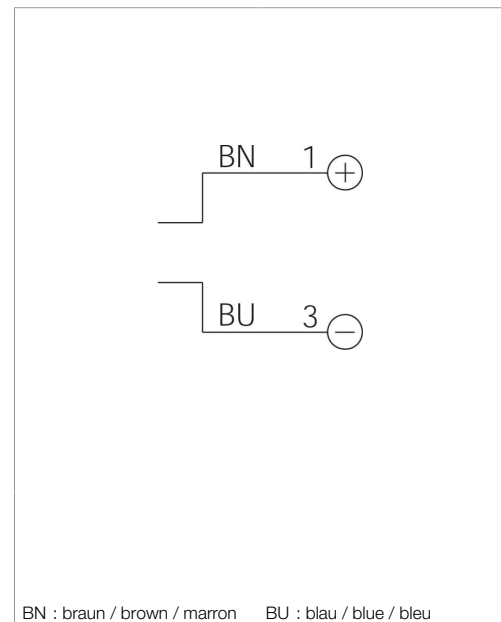 BN 1 +
BU 3 −
BN : braun / brown / marron BU : blau / blue / bleu